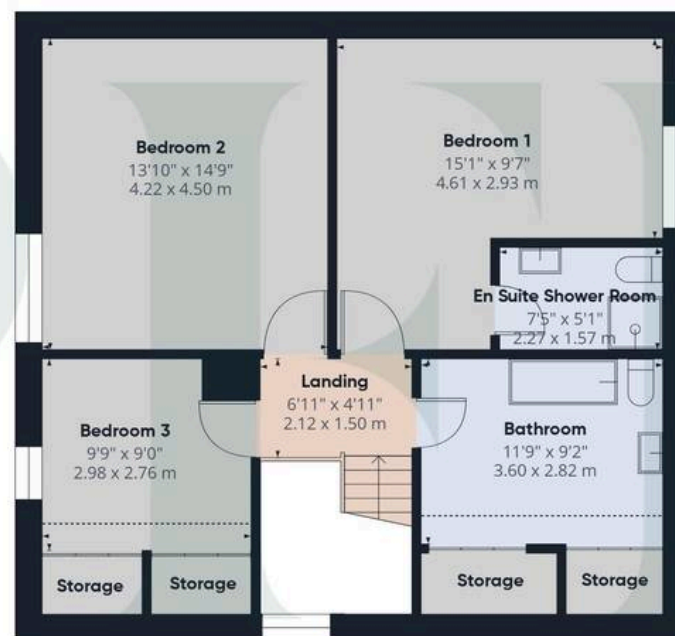 Bedroom 2
13'10" x 14'9"
4.22 x 4.50 m
Bedroom 1
15'1" x 9'7"
4.61 x 2.93 m
En Suite Shower Room
7'5" x 5'1"
2.27 x 1.57 m
Landing
6'11" x 4'11"
2.12 x 1.50 m
Bedroom 3
9'9" x 9'0"
2.98 x 2.76 m
Bathroom
11'9" x 9'2"
3.60 x 2.82 m
Storage
Storage
Storage
Storage